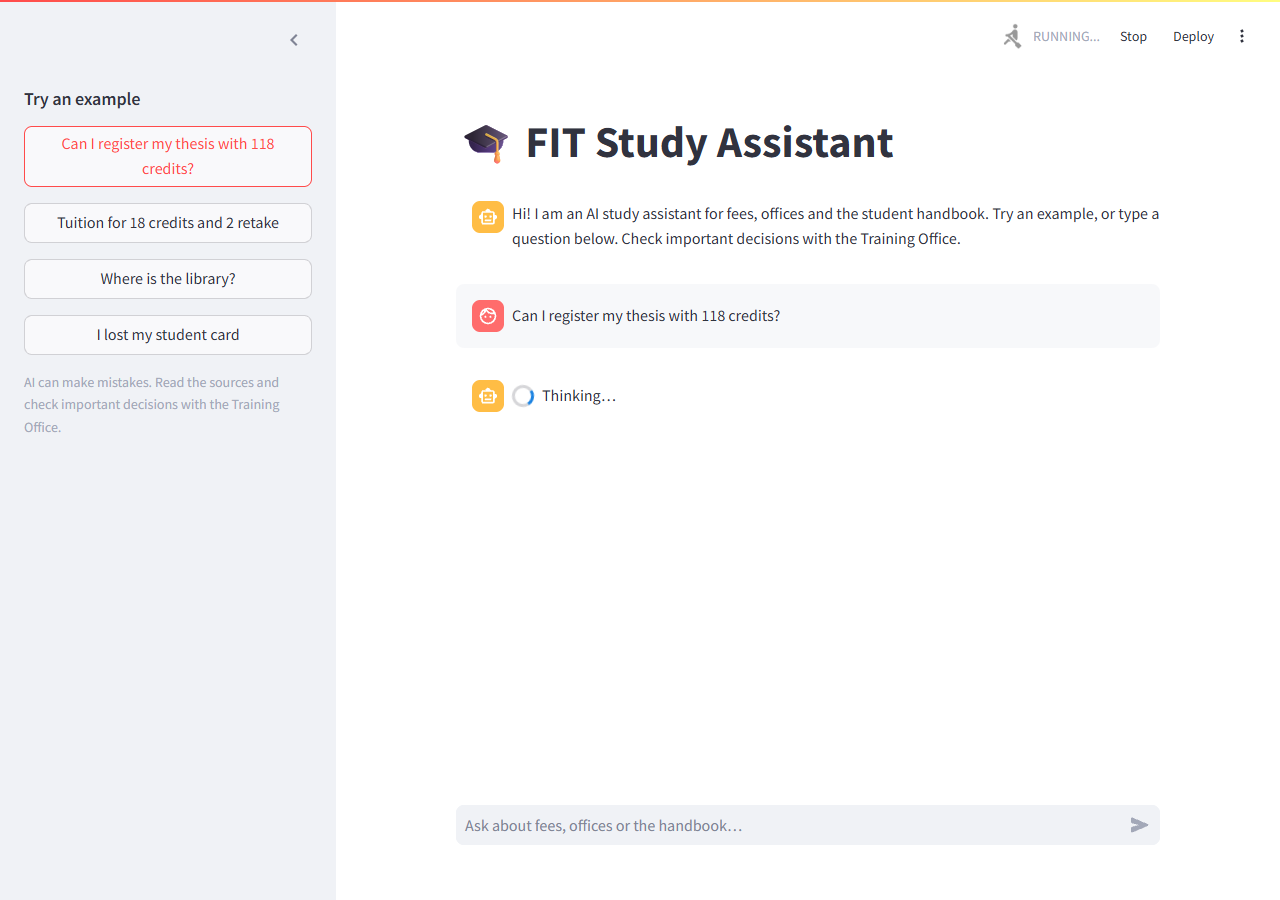 RUNNING...
Stop
Deploy
Try an example
Can I register my thesis with 118
credits?
Tuition for 18 credits and 2 retake
Where is the library?
I lost my student card
AI can make mistakes. Read the sources and
check important decisions with the Training
Office.
FIT Study Assistant
Hi! I am an AI study assistant for fees, offices and the student handbook. Try an example, or type a
question below. Check important decisions with the Training Office.
Can I register my thesis with 118 credits?
Thinking…
Ask about fees, offices or the handbook…